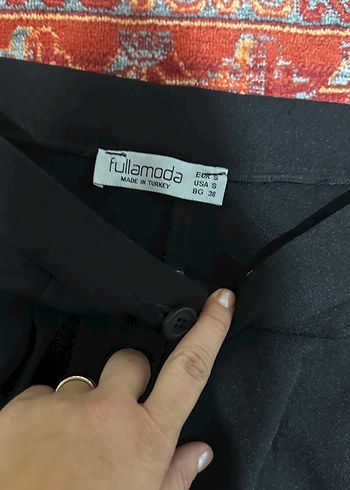 fullamoda
MADE IN TURKEY
EUR S
USA S
BG 36